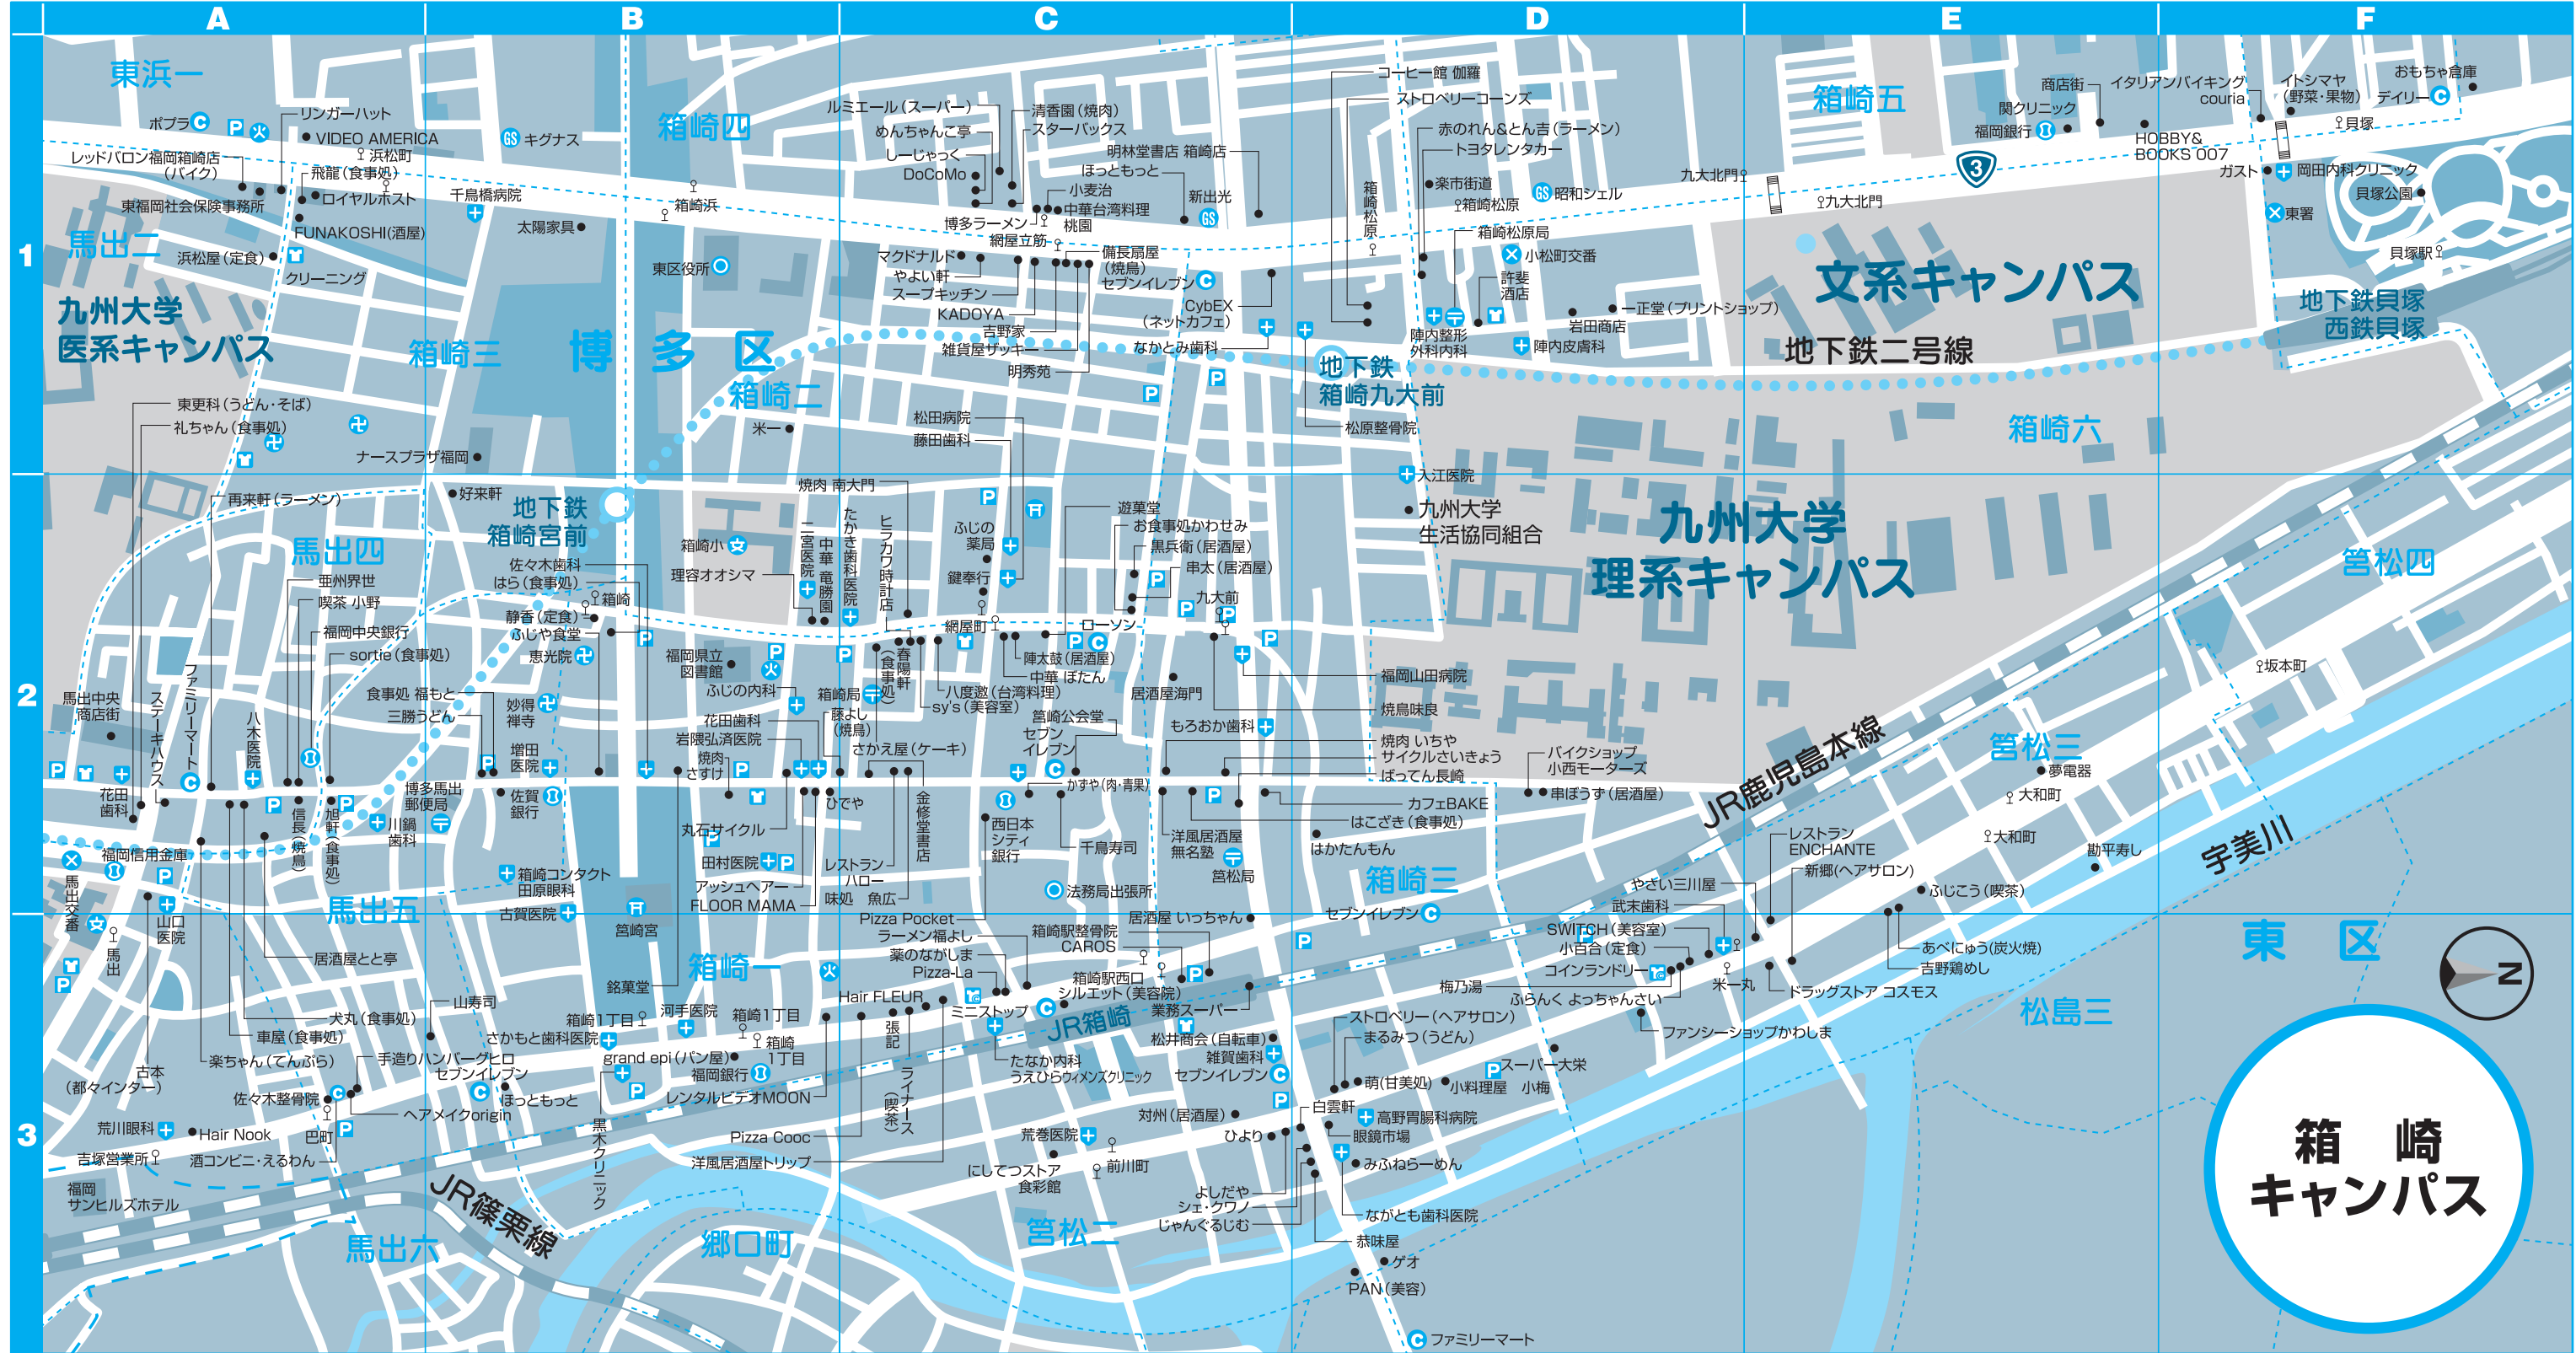 A
B
C
D
E
F
1
2
3
東浜一
ポプラ
リンガーハット
VIDEO AMERICA
浜松町
レッドバロン福岡箱崎店
(バイク)
飛龍(食事処)
東福岡社会保険事務所
ロイヤルホスト
FUNAKOSHI(酒屋)
馬出二
浜松屋(定食)
クリーニング
九州大学
医系キャンパス
東更科(うどん・そば)
礼ちゃん(食事処)
ナースプラザ福岡
キグナス
箱崎四
千鳥橋病院
太陽家具
箱崎浜
東区役所
箱崎三
博多区
箱崎二
米一
ルミエール(スーパー)
めんちゃんこ亭
しーじゃっく
DoCoMo
清香園(焼肉)
スターバックス
明林堂書店 箱崎店
ほっともっと
小麦冶
新出光
中華台湾料理
桃園
博多ラーメン
網屋立筋
マクドナルド
やよい軒
スープキッチン
KADOYA
吉野家
雑貨屋ザッキー
明秀苑
備長扇屋
(焼鳥)
セブンイレブン
CybEX
(ネットカフェ)
なかとみ歯科
松田病院
藤田歯科
コーヒー館 伽羅
ストロベリーコーンズ
赤のれん&とん吉(ラーメン)
トヨタレンタカー
箱崎松原
楽市街道
箱崎松原
昭和シェル
箱崎松原局
小松町交番
許斐
酒店
正堂(プリントショップ)
岩田商店
陣内整形
外科内科
陣内皮膚科
地下鉄
箱崎九大前
松原整骨院
九大北門
九大北門
箱崎五
商店街
関クリニック
福岡銀行
イタリアンバイキング
couria
HOBBY&
BOOKS 007
3
文系キャンパス
地下鉄二号線
箱崎六
イトシマヤ
(野菜・果物)
おもちゃ倉庫
デイリー
貝塚
ガスト
岡田内科クリニック
貝塚公園
東署
貝塚駅
地下鉄貝塚
西鉄貝塚
再来軒(ラーメン)
馬出四
亜州界世
喫茶 小野
福岡中央銀行
sortie(食事処)
ファミリーマート
ステーキハウス
馬出中央
商店街
八木医院
花田
歯科
信長(焼鳥)
旭軒(食事処)
福岡信用金庫
馬出交番
好来軒
地下鉄
箱崎宮前
佐々木歯科
はら(食事処)
箱崎
静香(定食)
ふじや食堂
恵光院
食事処 福もと
三勝うどん
妙得
禅寺
増田
医院
博多馬出
郵便局
佐賀
銀行
川鍋
歯科
箱崎コンタクト
田原眼科
馬出五
古賀医院
筥崎宮
箱崎小
理容オオシマ
福岡県立
図書館
ふじの内科
花田歯科
岩隈弘済医院
焼肉
さすけ
丸石サイクル
田村医院
アッシュヘアー
FLOOR MAMA
焼肉 南大門
二宮医院
中華 竜勝園
たかき歯科医院
ヒラカワ時計店
箱崎局
藤よし
(焼鳥)
春陽軒
(食事処)
さかえ屋(ケーキ)
ひでや
レストラン
ハロー
味処 魚広
金修堂書店
ふじの
薬局
鍵奉行
網屋町
ローソン
遊菓堂
お食事処かわせみ
黒兵衛(居酒屋)
串太(居酒屋)
九大前
陣太鼓(居酒屋)
中華 ぼたん
八度邀(台湾料理)
sy's(美容室)
居酒屋海門
筥崎公会堂
セブン
イレブン
もろおか歯科
かすや(肉・青果)
西日本
シティ
銀行
千鳥寿司
洋風居酒屋
無名塾
筥松局
法務局出張所
入江医院
九州大学
生活協同組合
九州大学
理系キャンパス
福岡山田病院
焼鳥味良
焼肉 いちや
サイクルさいきょう
ばってん長崎
バイクショップ
小西モーターズ
串ぼうず(居酒屋)
カフェBAKE
はこざき(食事処)
はかたんもん
箱崎三
JR鹿児島本線
筥松三
夢電器
大和町
大和町
レストラン
ENCHANTE
新郷(ヘアサロン)
ふじこう(喫茶)
勘平寿し
宇美川
筥松四
坂本町
山口
医院
馬出
居酒屋とと亭
犬丸(食事処)
車屋(食事処)
楽ちゃん(てんぷら)
古本
(都々インター)
山寿司
手造りハンバーグヒロ
セブンイレブン
佐々木整骨院
ほっともっと
ヘアメイクorigin
巴町
荒川眼科
Hair Nook
吉塚営業所
酒コンビニ・えるわん
福岡
サンヒルズホテル
馬出六
JR篠栗線
箱崎一
銘菓堂
箱崎1丁目
河手医院
箱崎1丁目
箱崎
1丁目
さかもと歯科医院
grand epi(パン屋)
福岡銀行
レンタルビデオMOON
黒木クリニック
Pizza Cooc
洋風居酒屋トリップ
郷口町
Pizza Pocket
ラーメン福よし
薬のながしま
Pizza-La
Hair FLEUR
張記
ライナース
(喫茶)
ミニストップ
たなか内科
うえひらウィメンズクリニック
居酒屋 いっちゃん
箱崎駅整骨院
CAROS
箱崎駅西口
シルエット(美容院)
業務スーパー
JR箱崎
松井商会(自転車)
雑賀歯科
セブンイレブン
対州(居酒屋)
ひより
荒巻医院
にしてつストア
食彩館
前川町
よしだや
シェ・クワノ
じゃんぐるじむ
筥松二
セブンイレブン
ストロベリー(ヘアサロン)
まるみつ(うどん)
萌(甘美処)
小料理屋 小梅
スーパー大栄
白雲軒
高野胃腸科病院
眼鏡市場
みふねらーめん
ながとも歯科医院
恭味屋
ゲオ
PAN(美容)
ファミリーマート
やさい三川屋
武末歯科
SWITCH(美容室)
小百合(定食)
コインランドリー
梅乃湯
ふらんく よっちゃんさい
米一丸
ファンシーショップかわしま
ドラッグストア コスモス
あべにゅう(炭火焼)
吉野鶏めし
松島三
東区
N
箱崎
キャンパス